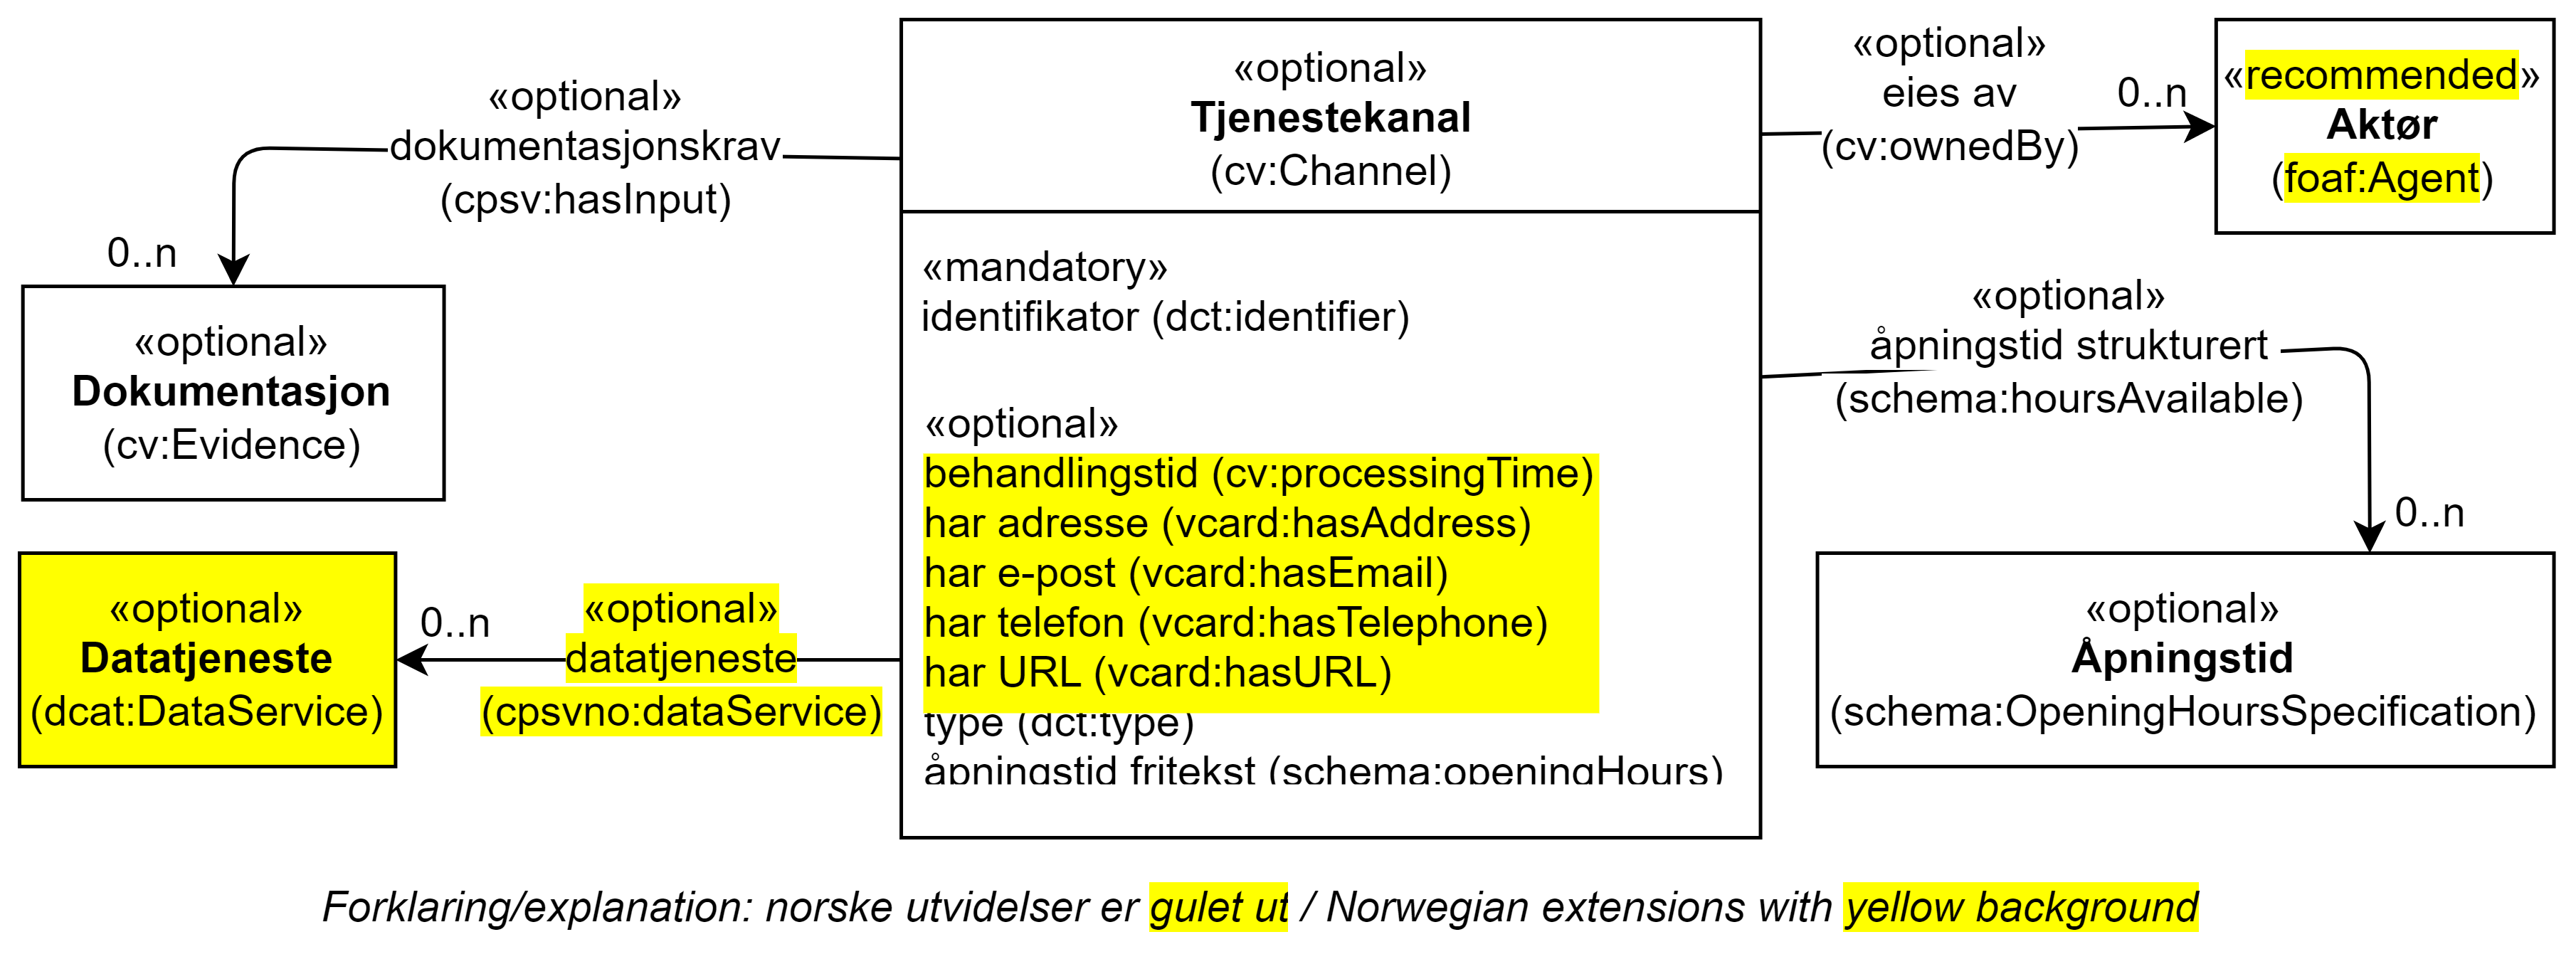 «optional»
Tjenestekanal
(cv:Channel)
«mandatory»
identifikator (dct:identifier)
«optional»
behandlingstid (cv:processingTime)
har adresse (vcard:hasAddress)
har e-post (vcard:hasEmail)
har telefon (vcard:hasTelephone)
har URL (vcard:hasURL)
type (dct:type)
åpningstid fritekst (schema:openingHours)
«optional»
dokumentasjonskrav
(cpsv:hasInput)
0..n
«optional»
Dokumentasjon
(cv:Evidence)
«optional»
datatjeneste
(cpsvno:dataService)
0..n
«optional»
Datatjeneste
(dcat:DataService)
«optional»
eies av
(cv:ownedBy)
0..n
«recommended»
Aktør
(foaf:Agent)
«optional»
åpningstid strukturert
(schema:hoursAvailable)
0..n
«optional»
Åpningstid
(schema:OpeningHoursSpecification)
Forklaring/explanation: norske utvidelser er gulet ut / Norwegian extensions with yellow background